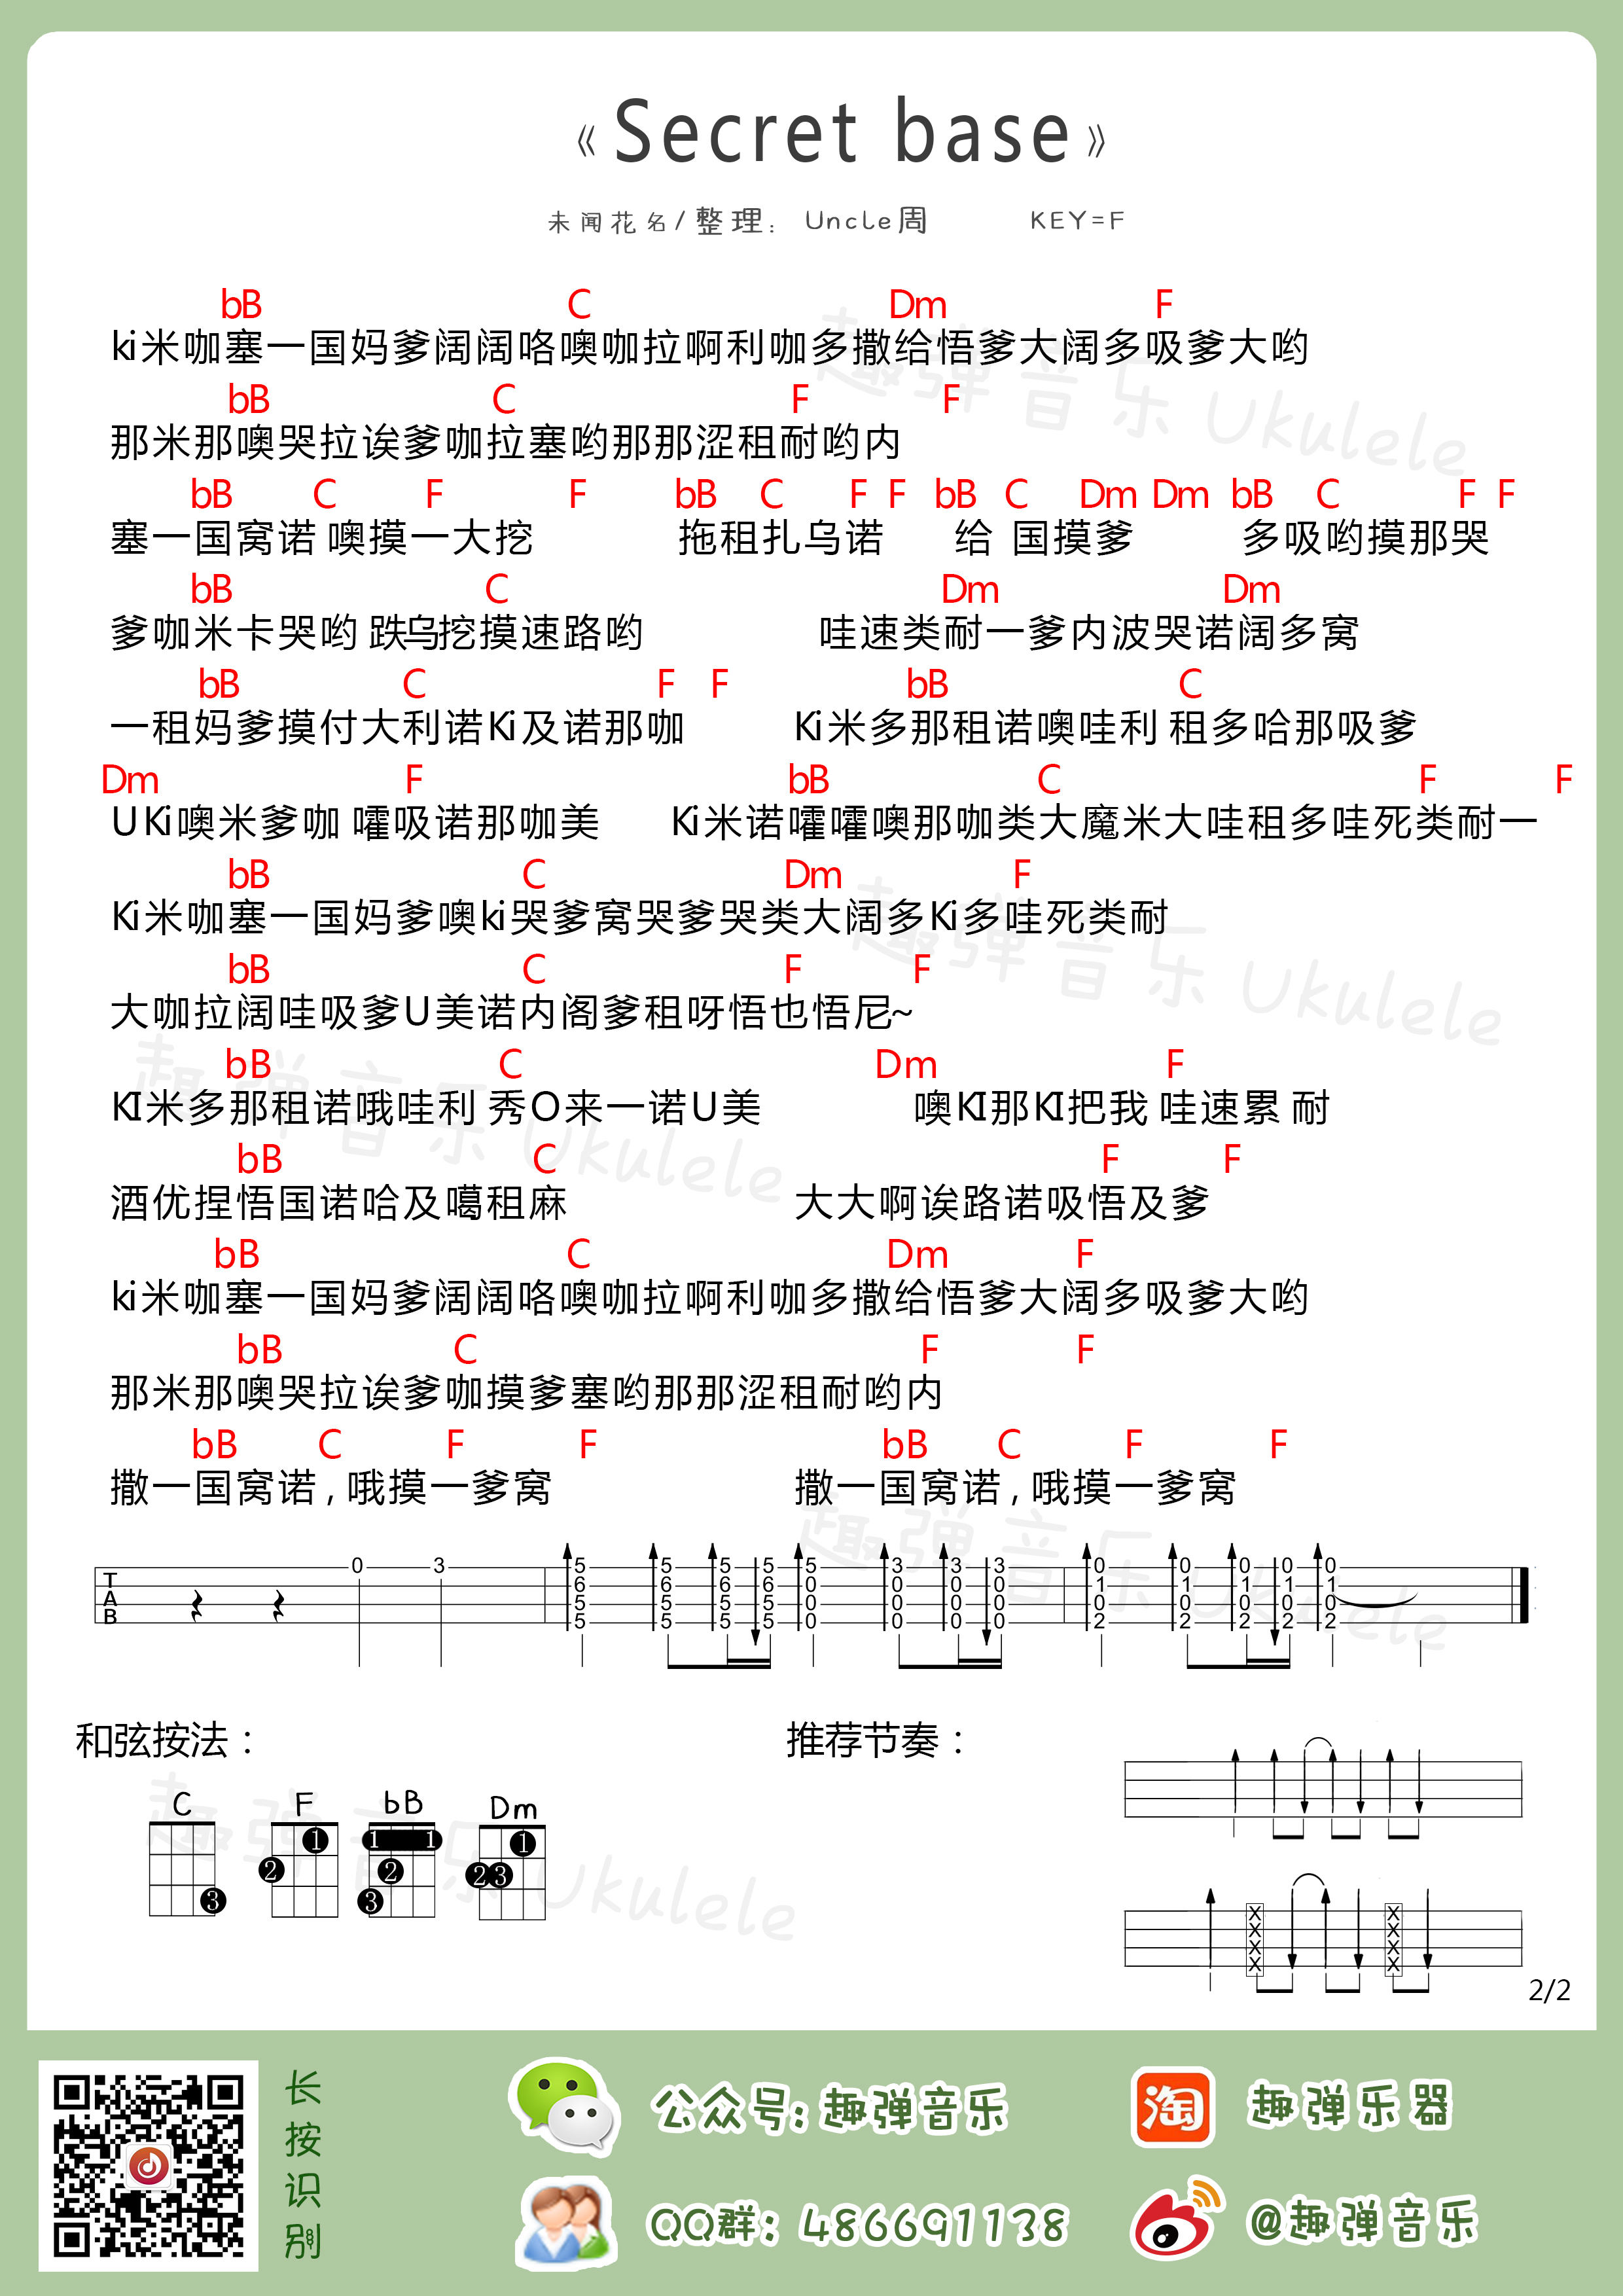 《Secret base》
未闻花名/整理：Uncle周 KEY=F
bB C Dm F
ki米咖塞一国妈爹阔阔咯噢咖拉啊利咖多撒给悟爹大阔多吸爹大哟
bB C F F
那米那噢哭拉诶爹咖拉塞哟那那涩租耐哟内
bB C F F bB C F F bB C Dm Dm bB C F F
塞一国窝诺 噢摸一大挖 拖租扎乌诺 给 国摸爹 多吸哟摸那哭
bB C Dm Dm
爹咖米卡哭哟 跌乌挖摸速路哟 哇速类耐一爹内波哭诺阔多窝
bB C F F bB C
一租妈爹摸付大利诺Ki及诺那咖 Ki米多那租诺噢哇利 租多哈那吸爹
Dm F bB C F F
UKi噢米爹咖 嚯吸诺那咖美 Ki米诺嚯嚯噢那咖类大魔米大哇租多哇死类耐一
bB C Dm F
Ki米咖塞一国妈爹噢ki哭爹窝哭爹哭类大阔多Ki多哇死类耐
bB C F F
大咖拉阔哇吸爹U美诺内阁爹租呀悟也悟尼~
bB C Dm F
KI米多那租诺哦哇利 秀O来一诺U美 噢KI那KI把我 哇速累 耐
bB C F F
酒优捏悟国诺哈及噶租麻 大大啊诶路诺吸悟及爹
bB C Dm F
ki米咖塞一国妈爹阔阔咯噢咖拉啊利咖多撒给悟爹大阔多吸爹大哟
bB C F F
那米那噢哭拉诶爹咖摸爹塞哟那那涩租耐哟内
bB C F F bB C F F
撒一国窝诺，哦摸一爹窝 撒一国窝诺，哦摸一爹窝
0 3 5 5 5 5 5 3 3 3 0 0 0 0 0
T 6 6 6 6 0 0 0 0 1 1 1 1 1
A 5 5 5 5 0 0 0 0 0 0 0 0 0
B 5 5 5 5 0 0 0 0 2 2 2 2 2
和弦按法： 推荐节奏：
C F bB Dm
1 1 1 1
2 2 2 3
3 3
X X
X X
X X
X X
2/2
长按识别
公众号：趣弹音乐
淘 趣弹乐器
QQ群：486691138
@趣弹音乐
趣弹音乐 Ukulele
趣弹音乐 Ukulele
趣弹音乐 Ukulele
趣弹音乐 Ukulele
趣弹音乐 Ukulele